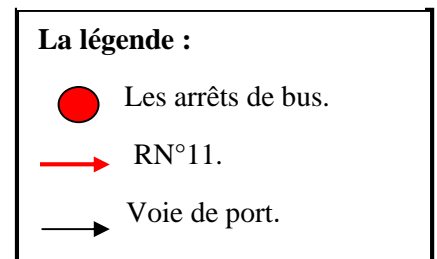 La légende :
Les arrêts de bus.
RN°11.
Voie de port.